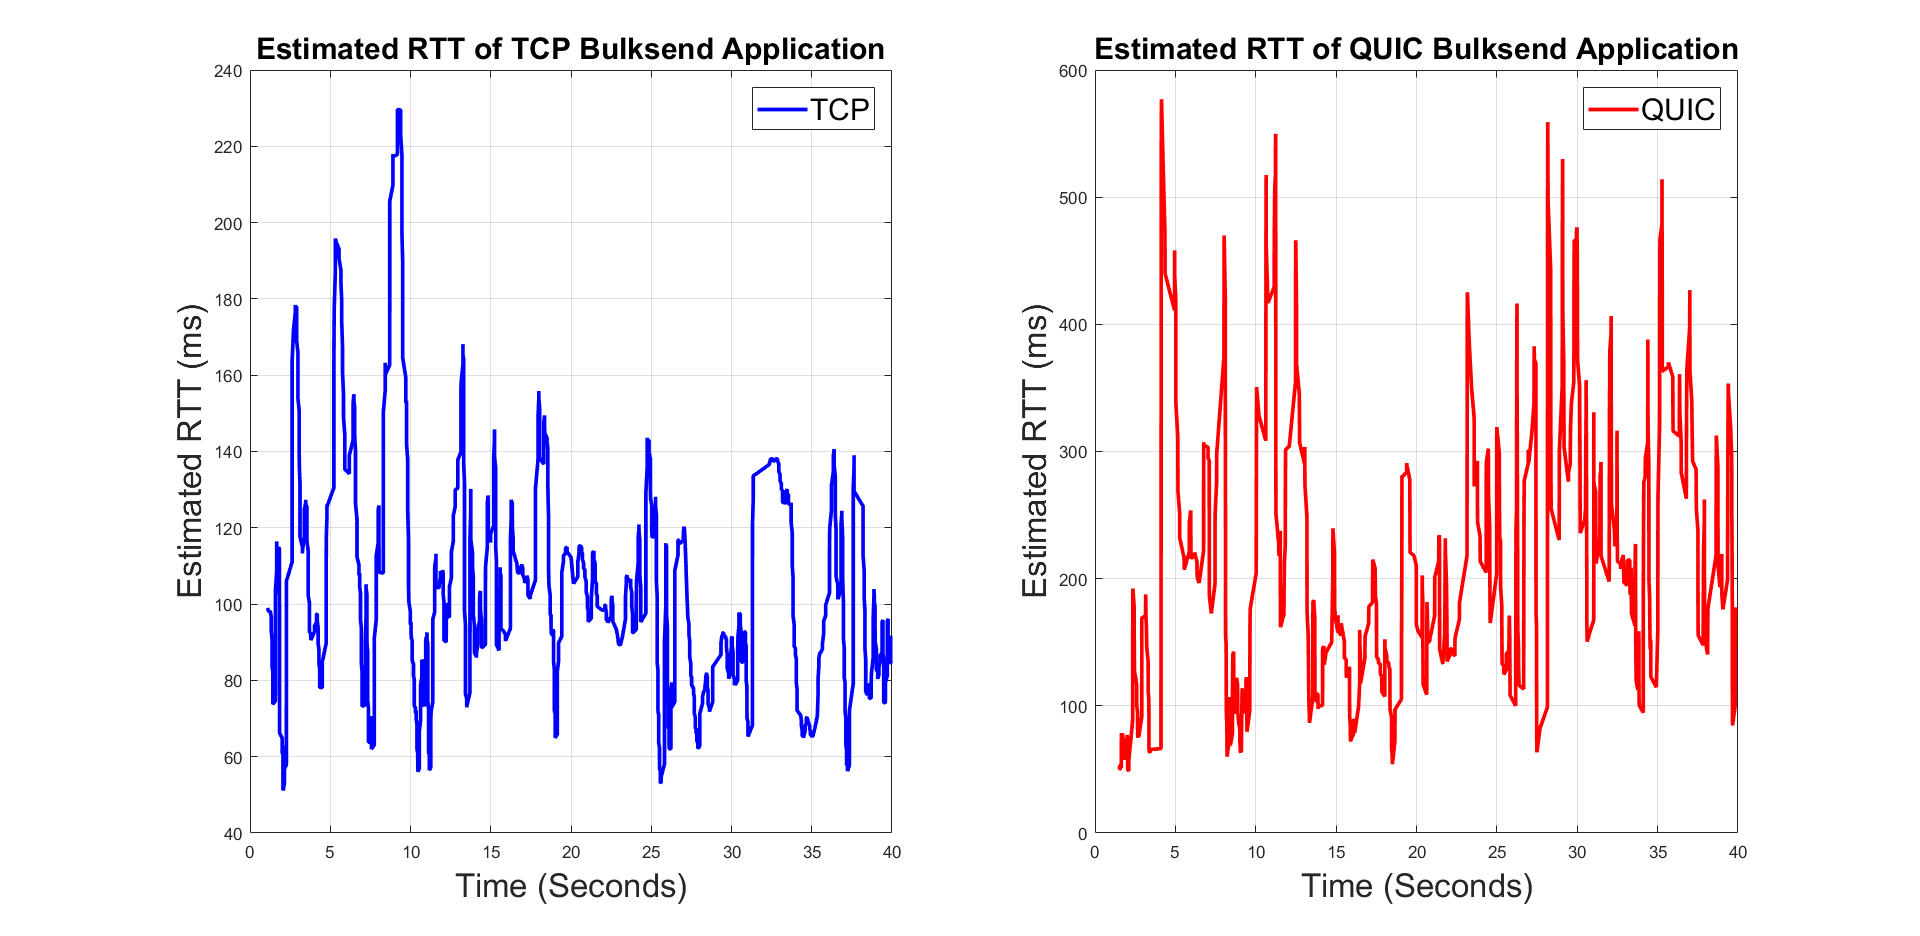 Estimated RTT of TCP Bulksend Application
TCP
240
220
200
180
160
140
120
100
80
60
40
0 5 10 15 20 25 30 35 40
Estimated RTT (ms)
Time (Seconds)
Estimated RTT of QUIC Bulksend Application
QUIC
600
500
400
300
200
100
0
0 5 10 15 20 25 30 35 40
Estimated RTT (ms)
Time (Seconds)